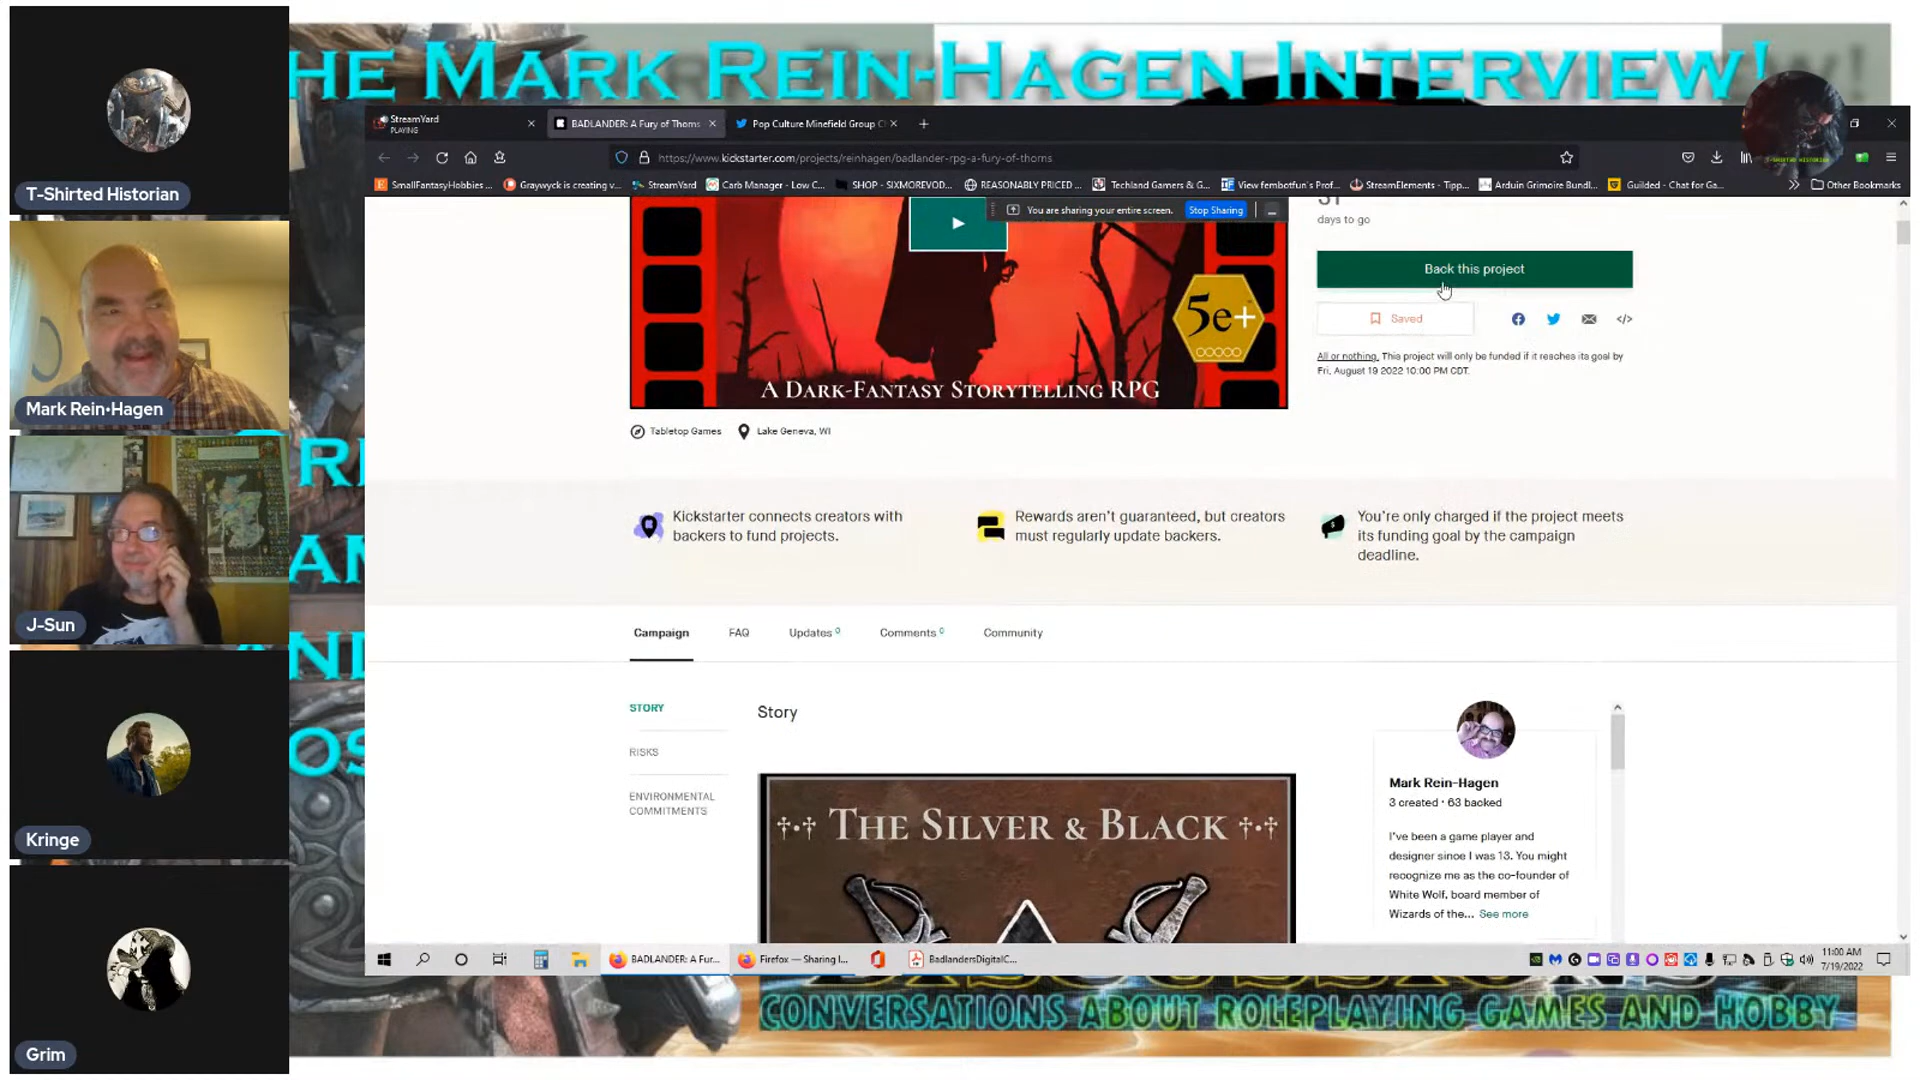 HE MARK REIN-HAGEN INTERVIEW!
T-Shirted Historian
Mark Rein•Hagen
J-Sun
Kringe
Grim
StreamYard
PLAYING
BADLANDER: A Fury of Thorns
Pop Culture Minefield Group C
https://www.kickstarter.com/projects/reinhagen/badlander-rpg-a-fury-of-thorns
SmallFantasyHobbies ...
Graywyck is creating v...
StreamYard
Carb Manager - Low C...
SHOP - SIXMOREVOD...
REASONABLY PRICED ...
Techland Gamers & G...
View fembotfun's Prof...
StreamElements - Tipp...
Arduin Grimoire Bundl...
Guilded - Chat for Ga...
Other Bookmarks
You are sharing your entire screen.
Stop Sharing
days to go
Back this project
Saved
All or nothing. This project will only be funded if it reaches its goal by
Fri, August 19 2022 10:00 PM CDT.
5e+
A DARK-FANTASY STORYTELLING RPG
Tabletop Games
Lake Geneva, WI
Kickstarter connects creators with
backers to fund projects.
Rewards aren't guaranteed, but creators
must regularly update backers.
You're only charged if the project meets
its funding goal by the campaign
deadline.
Campaign
FAQ
Updates 0
Comments 0
Community
STORY
RISKS
ENVIRONMENTAL
COMMITMENTS
Story
THE SILVER & BLACK
Mark Rein-Hagen
3 created • 63 backed
I've been a game player and
designer since I was 13. You might
recognize me as the co-founder of
White Wolf, board member of
Wizards of the... See more
BADLANDER: A Fur...
Firefox — Sharing I...
BadlandersDigitalC...
11:00 AM
7/19/2022
CONVERSATIONS ABOUT ROLEPLAYING GAMES AND HOBBY